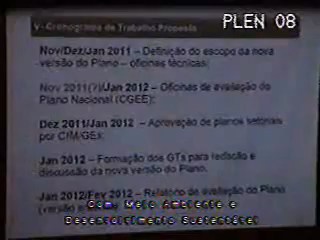 PLEN 08
V - Cronograma de Trabalho Proposto
Nov/Dez/Jan 2011 – Definição do escopo da nova
versão do Plano – oficinas técnicas;
Nov 2011(?)/Jan 2012 – Oficinas de avaliação do
Plano Nacional (CGEE);
Dez 2011/Jan 2012 – Aprovação de planos setoriais
por CIM/GEx;
Jan 2012 – Formação dos GTs para redação e
discussão da nova versão do Plano.
Jan 2012/Fev 2012 – Relatório de avaliação do Plano
(versão
Com: Meio Ambiente e
Desenvolvimento Sustentável